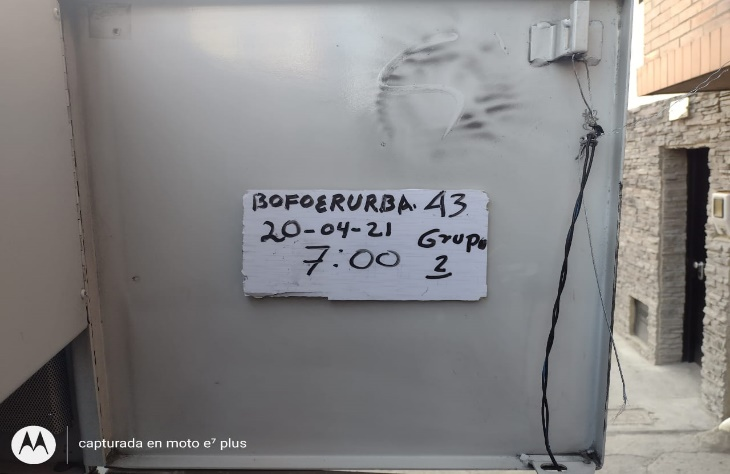 BOFOERURBA. 43
20-04-21
Grupo
7:00
2
capturada en moto e⁷ plus